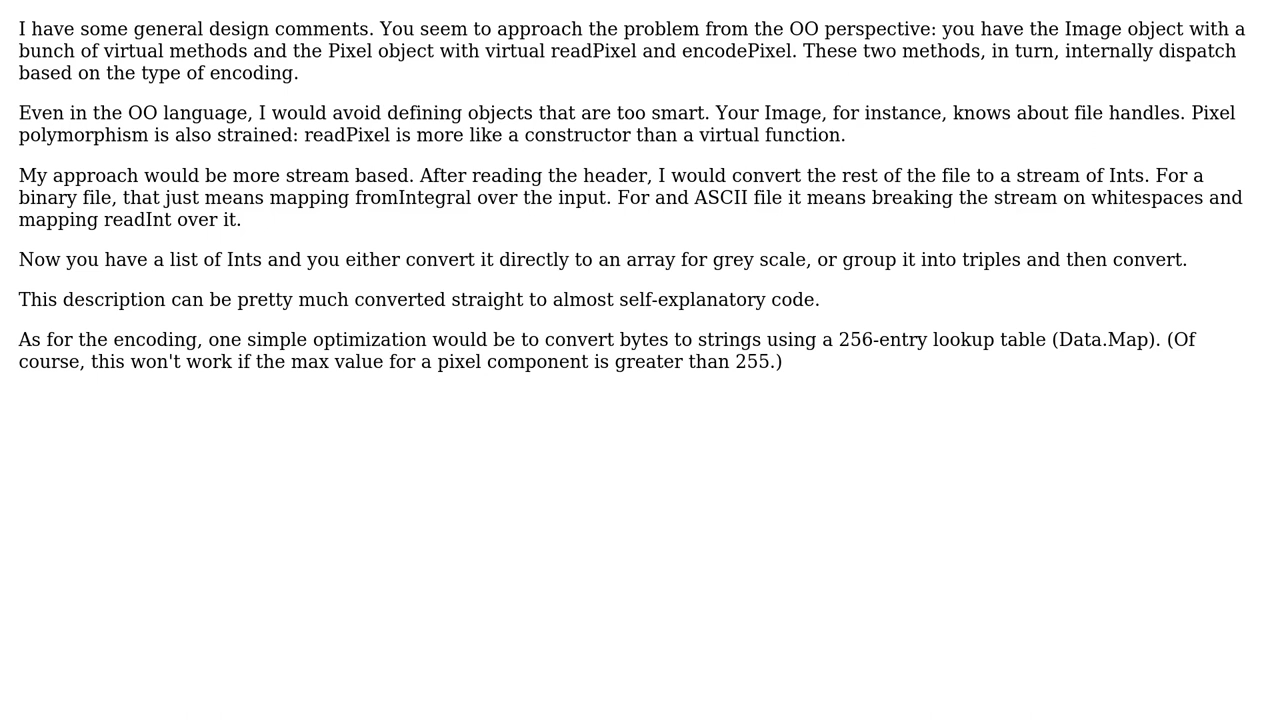 I have some general design comments. You seem to approach the problem from the OO perspective: you have the Image object with a
bunch of virtual methods and the Pixel object with virtual readPixel and encodePixel. These two methods, in turn, internally dispatch
based on the type of encoding.
Even in the OO language, I would avoid defining objects that are too smart. Your Image, for instance, knows about file handles. Pixel
polymorphism is also strained: readPixel is more like a constructor than a virtual function.
My approach would be more stream based. After reading the header, I would convert the rest of the file to a stream of Ints. For a
binary file, that just means mapping fromIntegral over the input. For and ASCII file it means breaking the stream on whitespaces and
mapping readInt over it.
Now you have a list of Ints and you either convert it directly to an array for grey scale, or group it into triples and then convert.
This description can be pretty much converted straight to almost self-explanatory code.
As for the encoding, one simple optimization would be to convert bytes to strings using a 256-entry lookup table (Data.Map). (Of
course, this won't work if the max value for a pixel component is greater than 255.)